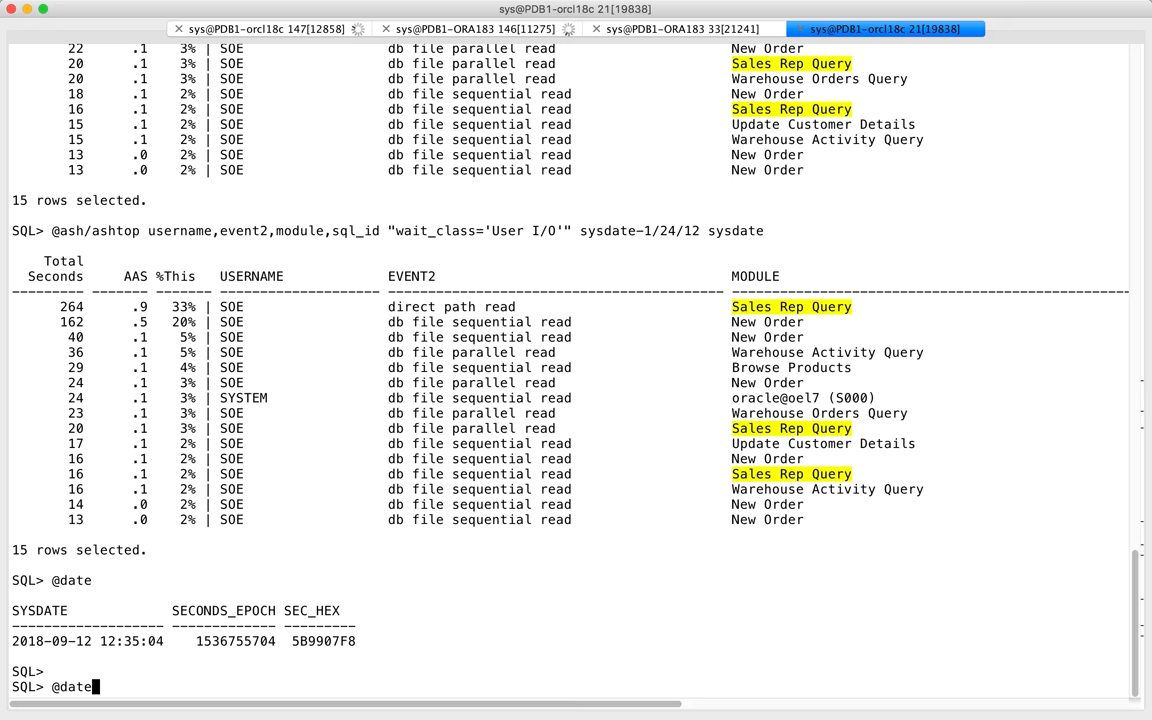 sys@PDB1-orcl18c 21[19838]
sys@PDB1-orcl18c 147[12858] sys@PDB1-ORA183 146[11275] sys@PDB1-ORA183 33[21241] sys@PDB1-orcl18c 21[19838]
22 .1 3% | SOE db file parallel read New Order
20 .1 3% | SOE db file parallel read Sales Rep Query
20 .1 3% | SOE db file parallel read Warehouse Orders Query
18 .1 2% | SOE db file sequential read New Order
16 .1 2% | SOE db file sequential read Sales Rep Query
15 .1 2% | SOE db file sequential read Update Customer Details
15 .1 2% | SOE db file sequential read Warehouse Activity Query
13 .0 2% | SOE db file sequential read New Order
13 .0 2% | SOE db file sequential read New Order
15 rows selected.
SQL> @ash/ashtop username,event2,module,sql_id "wait_class='User I/O'" sysdate-1/24/12 sysdate
Total
Seconds AAS %This USERNAME EVENT2 MODULE
--------- ------- ------- -------------------- ------------------------------------------ --------------------------------------------------
264 .9 33% | SOE direct path read Sales Rep Query
162 .5 20% | SOE db file sequential read New Order
40 .1 5% | SOE db file sequential read New Order
36 .1 5% | SOE db file parallel read Warehouse Activity Query
29 .1 4% | SOE db file sequential read Browse Products
24 .1 3% | SOE db file parallel read New Order
24 .1 3% | SYSTEM db file sequential read oracle@oel7 (S000)
23 .1 3% | SOE db file parallel read Warehouse Orders Query
20 .1 3% | SOE db file parallel read Sales Rep Query
17 .1 2% | SOE db file sequential read Update Customer Details
16 .1 2% | SOE db file sequential read New Order
16 .1 2% | SOE db file sequential read Sales Rep Query
16 .1 2% | SOE db file sequential read Warehouse Activity Query
14 .0 2% | SOE db file sequential read New Order
13 .0 2% | SOE db file sequential read New Order
15 rows selected.
SQL> @date
SYSDATE SECONDS_EPOCH SEC_HEX
------------------- ------------- ---------
2018-09-12 12:35:04 1536755704 5B9907F8
SQL>
SQL> @date